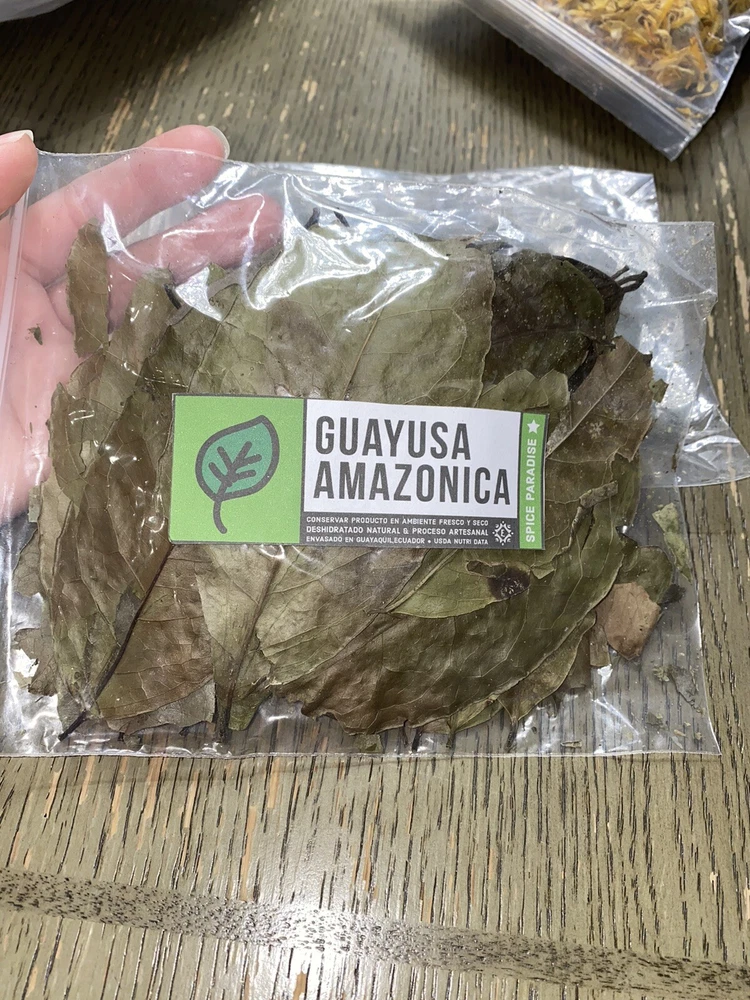 GUAYUSA
AMAZONICA
CONSERVAR PRODUCTO EN AMBIENTE FRESCO Y SECO
DESHIDRATADO NATURAL & PROCESO ARTESANAL
ENVASADO EN GUAYAQUIL ECUADOR • USDA NUTRI DATA
SPICE PARADISE